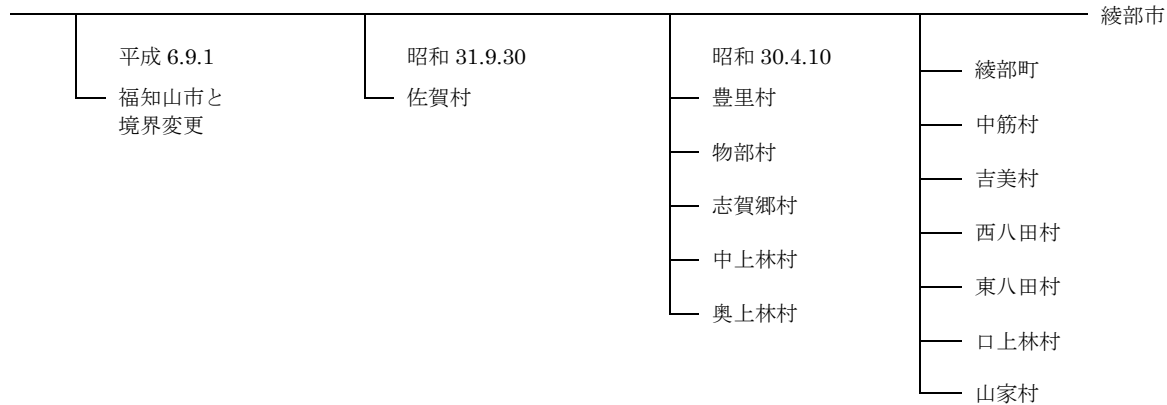 綾部市
平成 6.9.1
福知山市と
境界変更
昭和 31.9.30
佐賀村
昭和 30.4.10
豊里村
物部村
志賀郷村
中上林村
奥上林村
綾部町
中筋村
吉美村
西八田村
東八田村
口上林村
山家村